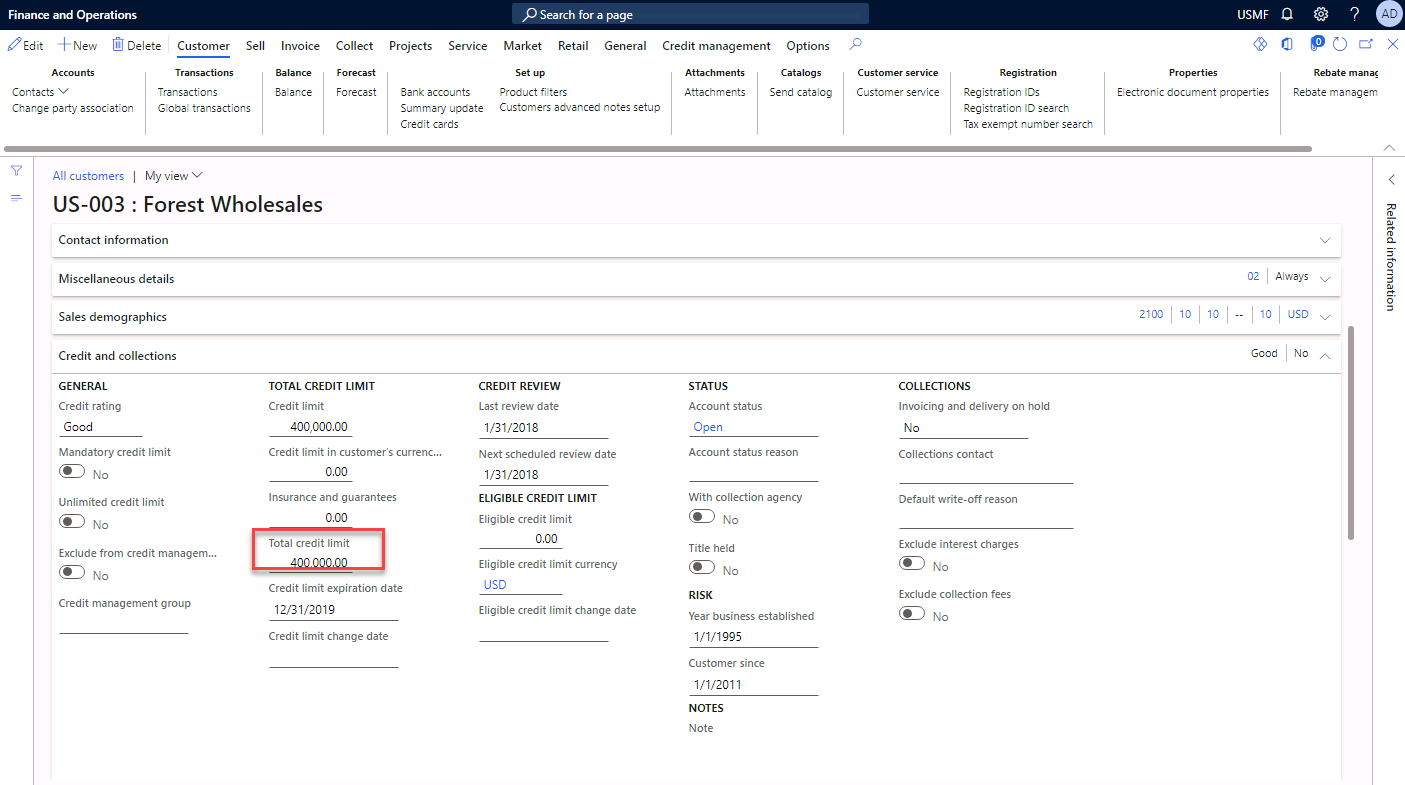 Finance and Operations
Search for a page
USMF
AD
Edit
New
Delete
Customer
Sell
Invoice
Collect
Projects
Service
Market
Retail
General
Credit management
Options
0
Accounts
Contacts
Change party association
Transactions
Transactions
Global transactions
Balance
Balance
Forecast
Forecast
Set up
Bank accounts
Summary update
Credit cards
Product filters
Customers advanced notes setup
Attachments
Attachments
Catalogs
Send catalog
Customer service
Customer service
Registration
Registration IDs
Registration ID search
Tax exempt number search
Properties
Electronic document properties
Rebate manag
Rebate managem
All customers | My view
US-003 : Forest Wholesales
Contact information
Miscellaneous details
02
Always
Sales demographics
2100
10
10
--
10
USD
Credit and collections
Good
No
GENERAL
Credit rating
Good
Mandatory credit limit
No
Unlimited credit limit
No
Exclude from credit managem...
No
Credit management group
TOTAL CREDIT LIMIT
Credit limit
400,000.00
Credit limit in customer's currenc...
0.00
Insurance and guarantees
0.00
Total credit limit
400,000.00
Credit limit expiration date
12/31/2019
Credit limit change date
CREDIT REVIEW
Last review date
1/31/2018
Next scheduled review date
1/31/2018
ELIGIBLE CREDIT LIMIT
Eligible credit limit
0.00
Eligible credit limit currency
USD
Eligible credit limit change date
STATUS
Account status
Open
Account status reason
With collection agency
No
Title held
No
RISK
Year business established
1/1/1995
Customer since
1/1/2011
NOTES
Note
COLLECTIONS
Invoicing and delivery on hold
No
Collections contact
Default write-off reason
Exclude interest charges
No
Exclude collection fees
No
Related information